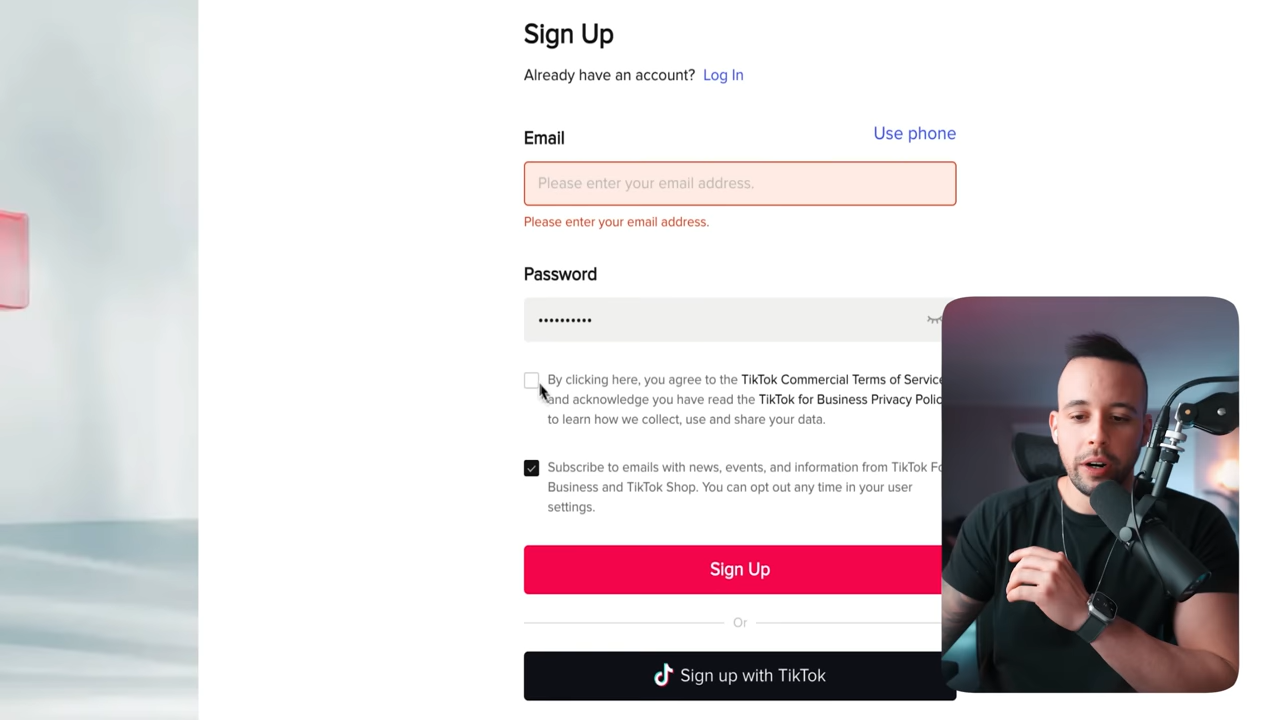 Sign Up
Already have an account? Log In
Email
Use phone
Please enter your email address.
Please enter your email address.
Password
••••••••••
By clicking here, you agree to the TikTok Commercial Terms of Service
and acknowledge you have read the TikTok for Business Privacy Polic
to learn how we collect, use and share your data.
Subscribe to emails with news, events, and information from TikTok Fo
Business and TikTok Shop. You can opt out any time in your user
settings.
Sign Up
Or
Sign up with TikTok